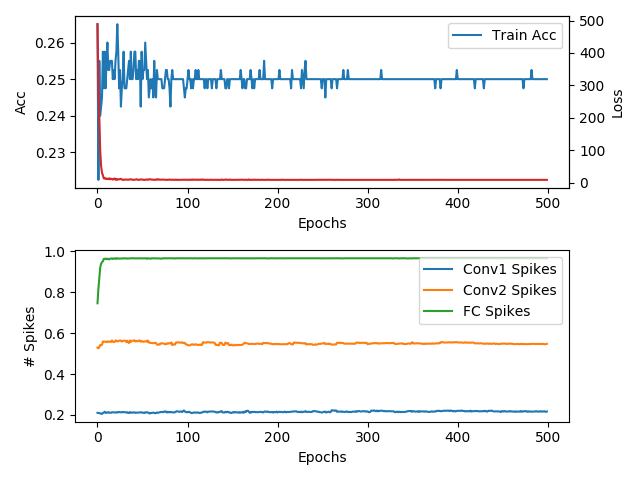 Train Acc
0.26
0.25
0.24
0.23
Acc
500
400
300
200
100
0
Loss
0 100 200 300 400 500
Epochs
1.0
0.8
0.6
0.4
0.2
# Spikes
Conv1 Spikes
Conv2 Spikes
FC Spikes
0 100 200 300 400 500
Epochs